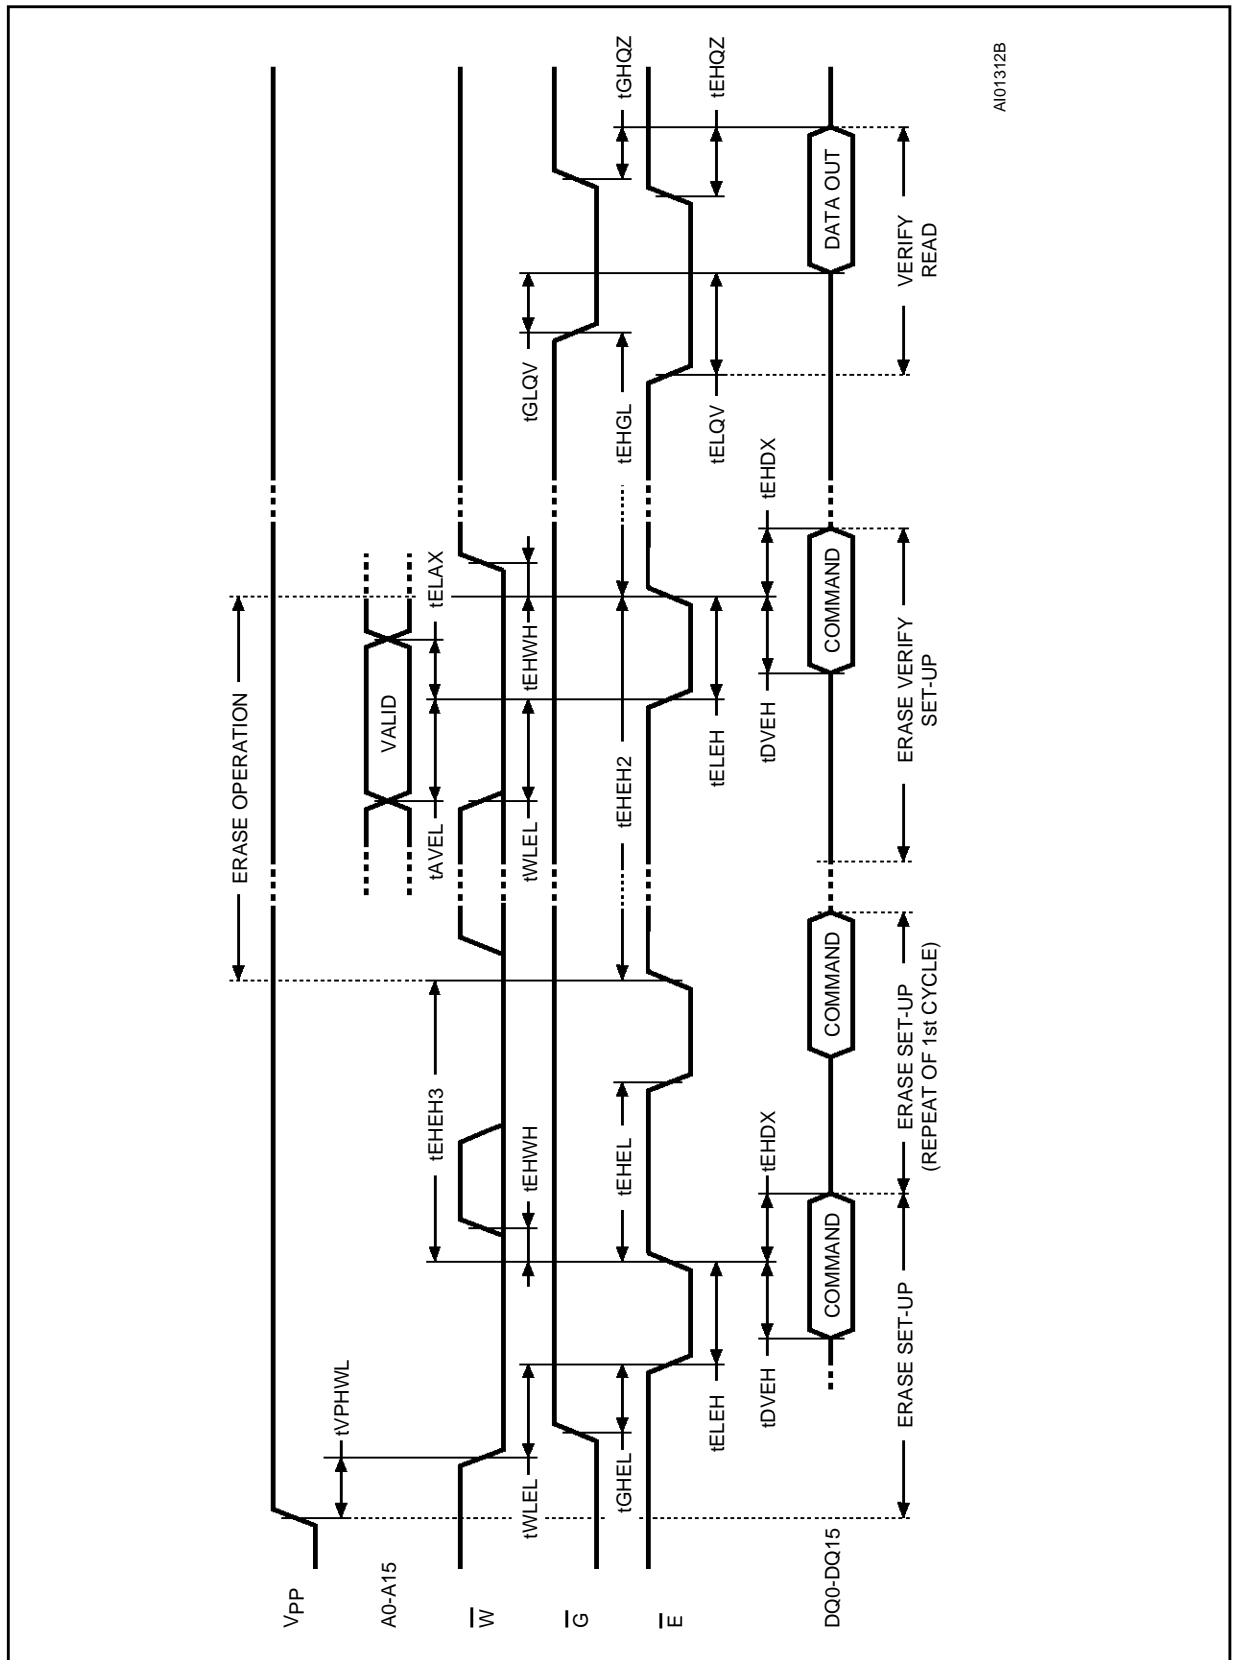 VPP
A0-A15
W
G
E
DQ0-DQ15
ERASE OPERATION
tVPHWL
VALID
tAVEL
tELAX
tEHEH3
tWLEL
tEHWH
tWLEL
tEHWH
tGLQV
tGHEL
tEHEL
tEHEH2
tEHGL
tGHQZ
tELEH
tELEH
tELQV
tEHQZ
tDVEH
tEHDX
tDVEH
tEHDX
COMMAND
COMMAND
COMMAND
DATA OUT
ERASE SET-UP
ERASE SET-UP
(REPEAT OF 1st CYCLE)
ERASE VERIFY
SET-UP
VERIFY
READ
AI01312B